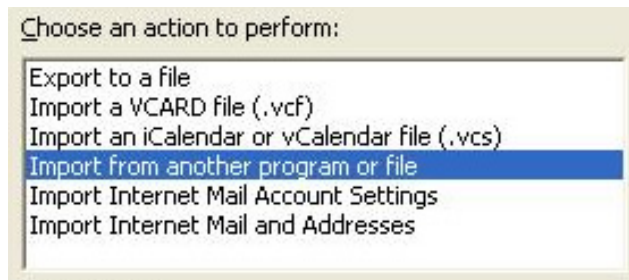 Choose an action to perform:
Export to a file
Import a VCARD file (.vcf)
Import an iCalendar or vCalendar file (.vcs)
Import from another program or file
Import Internet Mail Account Settings
Import Internet Mail and Addresses